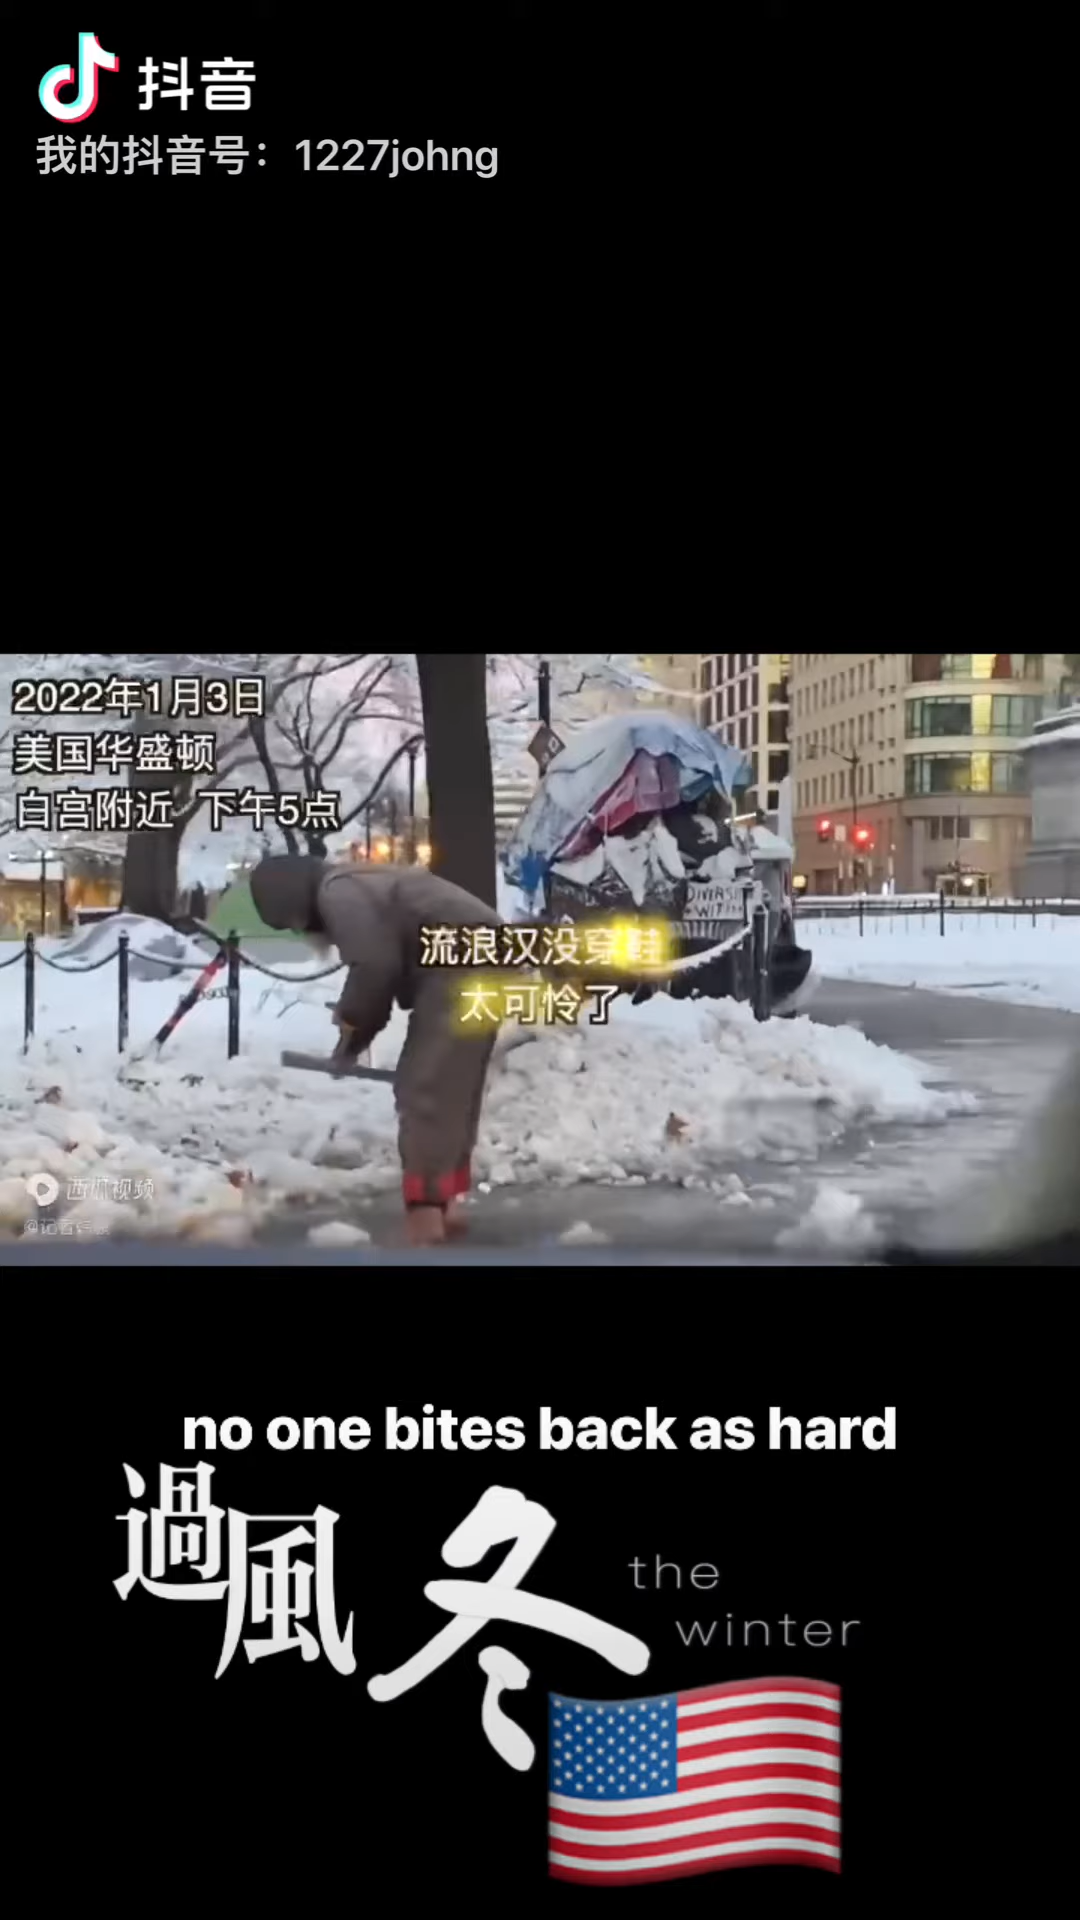 抖音
我的抖音号：1227johng
2022年1月3日
美国华盛顿
白宫附近 下午5点
流浪汉没穿鞋
太可怜了
西瓜视频
no one bites back as hard
過風冬
the
winter